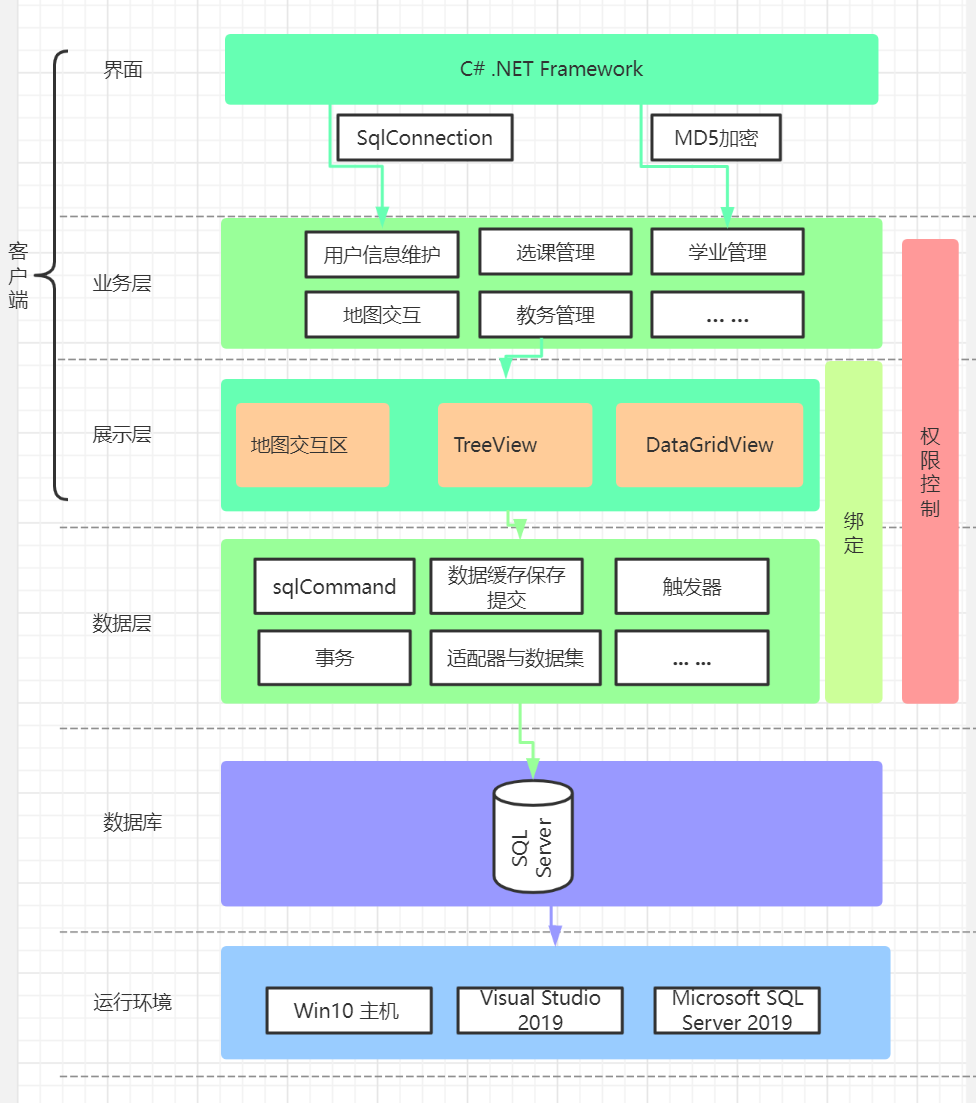 界面
C# .NET Framework
SqlConnection
MD5加密
客
户
端
业务层
用户信息维护
选课管理
学业管理
地图交互
教务管理
... ...
展示层
地图交互区
TreeView
DataGridView
权
限
控
制
绑
定
数据层
sqlCommand
数据缓存保存
提交
触发器
事务
适配器与数据集
... ...
数据库
SQL
Server
运行环境
Win10 主机
Visual Studio
2019
Microsoft SQL
Server 2019